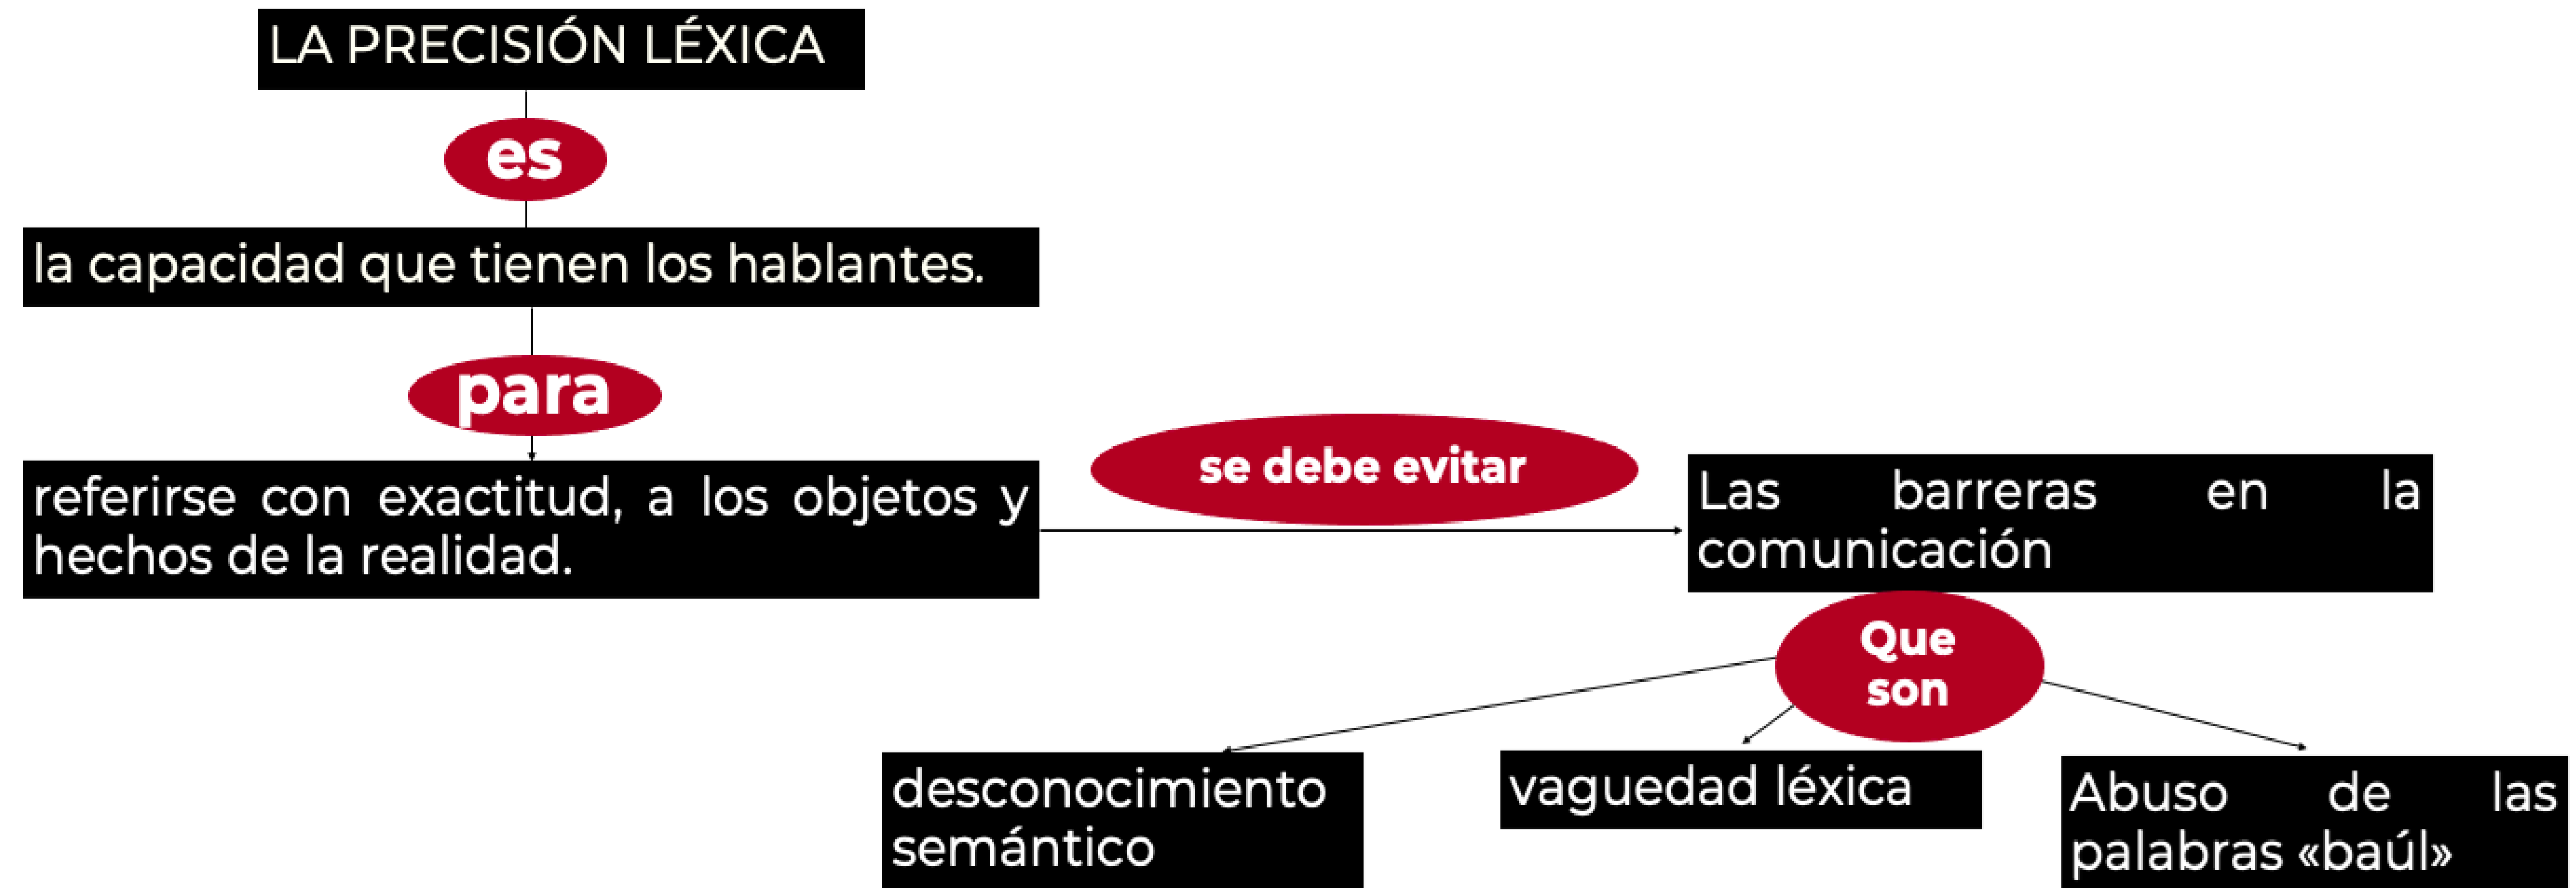 LA PRECISIÓN LÉXICA
es
la capacidad que tienen los hablantes.
para
referirse con exactitud, a los objetos y
hechos de la realidad.
se debe evitar
Las barreras en la
comunicación
Que
son
desconocimiento
semántico
vaguedad léxica
Abuso de las
palabras «baúl»